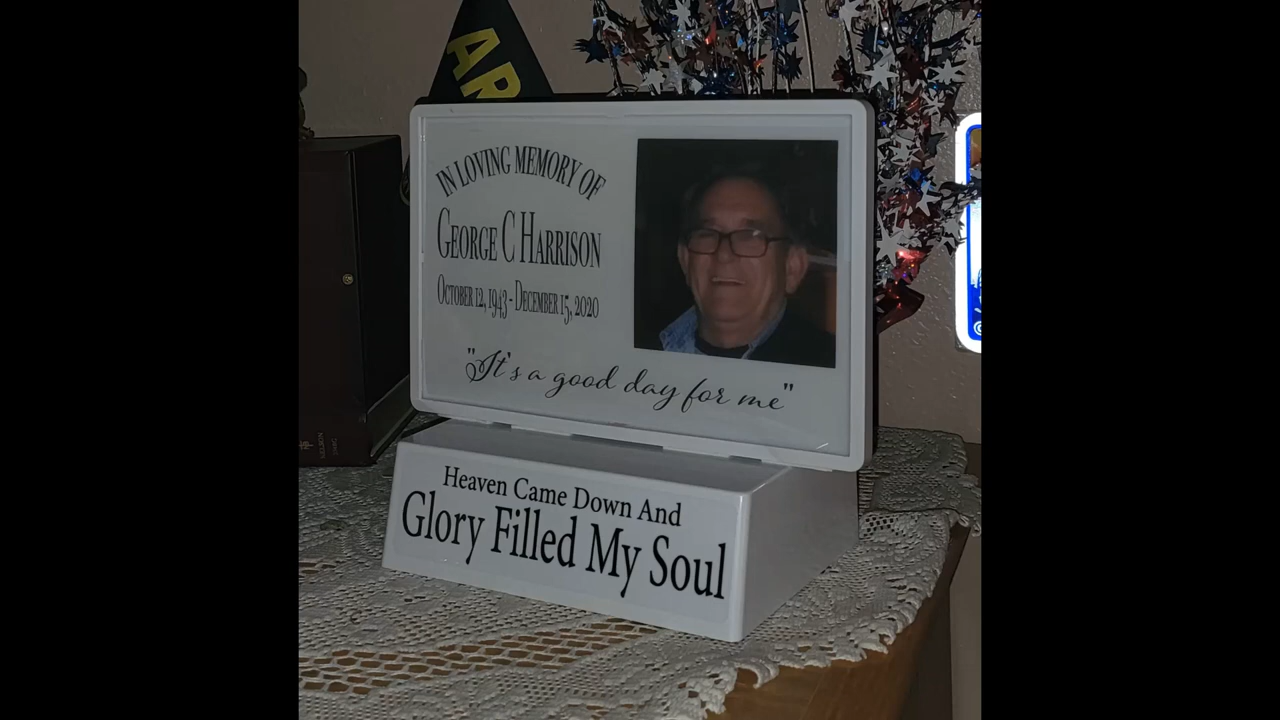 AR
IN LOVING MEMORY OF
GEORGE C HARRISON
OCTOBER 12, 1943 - DECEMBER 15, 2020
"It's a good day for me"
Heaven Came Down And
Glory Filled My Soul